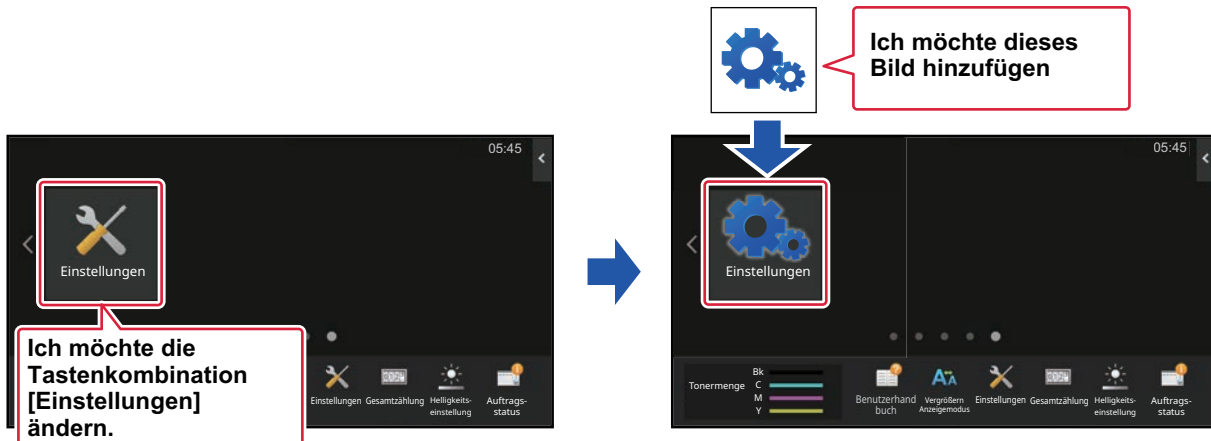 Ich möchte dieses
Bild hinzufügen
05:45
Einstellungen
Ich möchte die
Tastenkombination
[Einstellungen]
ändern.
Einstellungen
Gesamtzählung
Helligkeits-
einstellung
Auftrags-
status
05:45
Einstellungen
Tonermenge
Bk
C
M
Y
Benutzerhand
buch
Vergrößern
Anzeigemodus
Einstellungen
Gesamtzählung
Helligkeits-
einstellung
Auftrags-
status